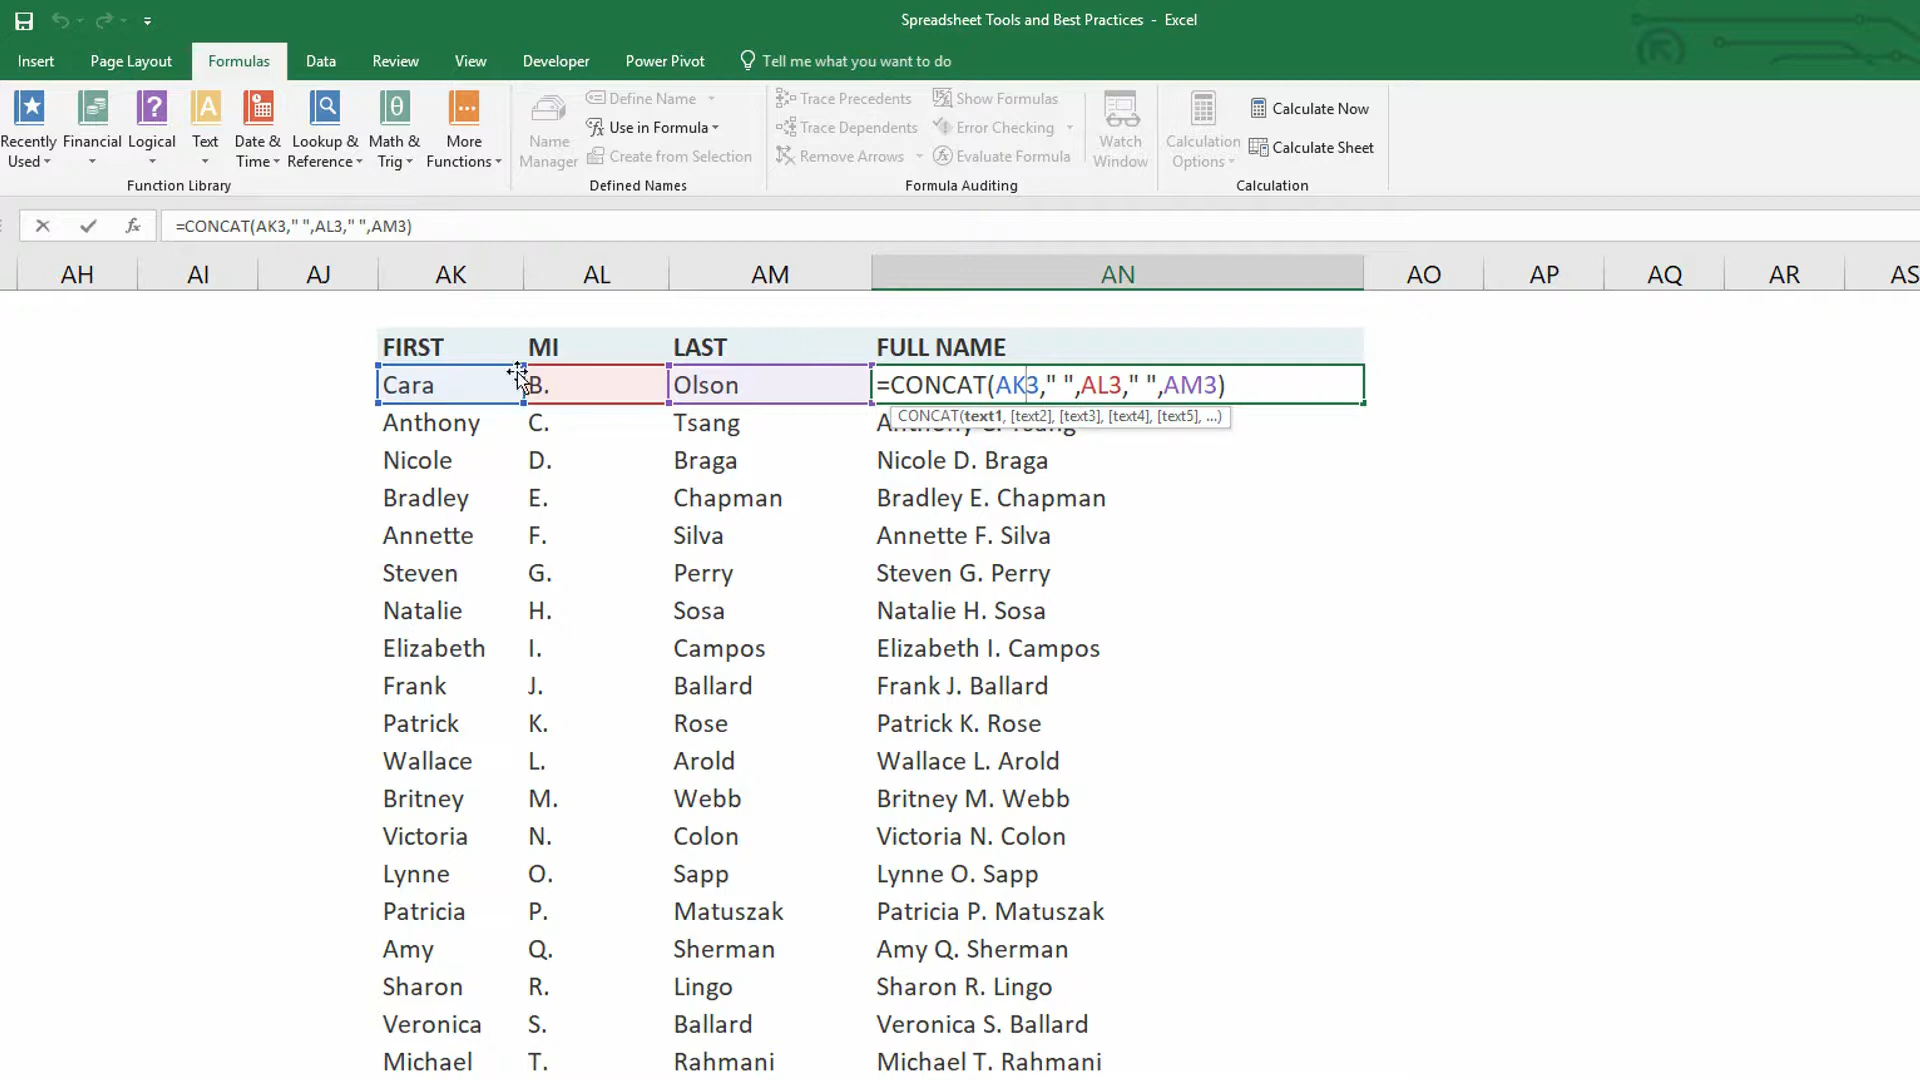 Spreadsheet Tools and Best Practices - Excel
Insert Page Layout Formulas Data Review View Developer Power Pivot Tell me what you want to do
Recently Used Financial Logical Text Date & Time Lookup & Reference Math & Trig More Functions
Function Library
Name Manager
Define Name
Use in Formula
Create from Selection
Defined Names
Trace Precedents
Trace Dependents
Remove Arrows
Show Formulas
Error Checking
Evaluate Formula
Watch Window
Formula Auditing
Calculation Options
Calculate Now
Calculate Sheet
Calculation
fx =CONCAT(AK3," ",AL3," ",AM3)
AH AI AJ AK AL AM AN AO AP AQ AR AS
FIRST MI LAST FULL NAME
Cara B. Olson =CONCAT(AK3," ",AL3," ",AM3)
CONCAT(text1, [text2], [text3], [text4], [text5], ...)
Anthony C. Tsang Anthony C. Tsang
Nicole D. Braga Nicole D. Braga
Bradley E. Chapman Bradley E. Chapman
Annette F. Silva Annette F. Silva
Steven G. Perry Steven G. Perry
Natalie H. Sosa Natalie H. Sosa
Elizabeth I. Campos Elizabeth I. Campos
Frank J. Ballard Frank J. Ballard
Patrick K. Rose Patrick K. Rose
Wallace L. Arold Wallace L. Arold
Britney M. Webb Britney M. Webb
Victoria N. Colon Victoria N. Colon
Lynne O. Sapp Lynne O. Sapp
Patricia P. Matuszak Patricia P. Matuszak
Amy Q. Sherman Amy Q. Sherman
Sharon R. Lingo Sharon R. Lingo
Veronica S. Ballard Veronica S. Ballard
Michael T. Rahmani Michael T. Rahmani